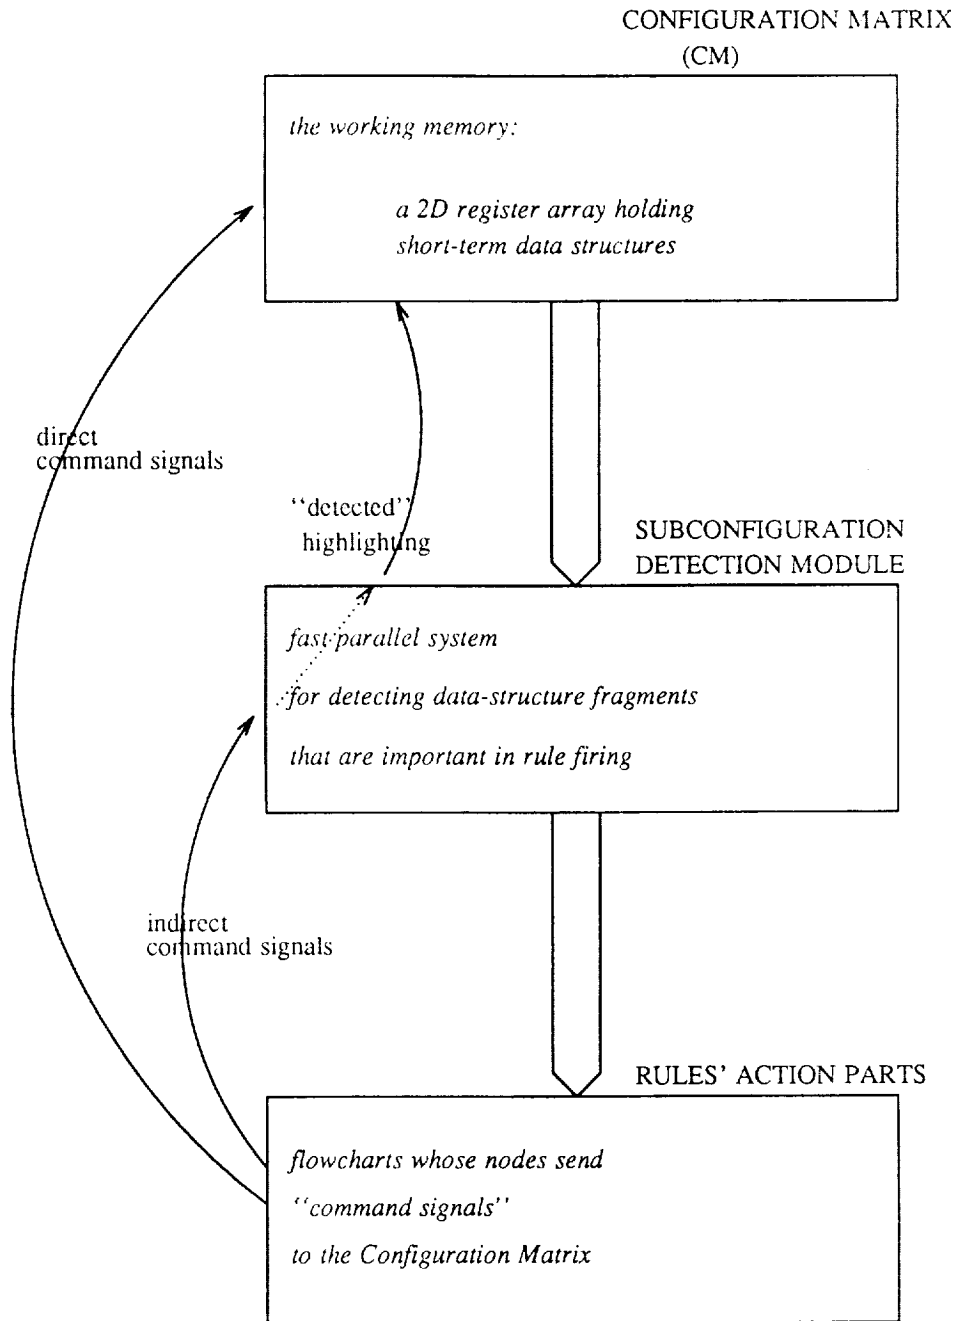 CONFIGURATION MATRIX
(CM)
the working memory:
a 2D register array holding
short-term data structures
direct
command signals
‘‘detected’’
highlighting
SUBCONFIGURATION
DETECTION MODULE
fast parallel system
for detecting data-structure fragments
that are important in rule firing
indirect
command signals
RULES’ ACTION PARTS
flowcharts whose nodes send
‘‘command signals’’
to the Configuration Matrix